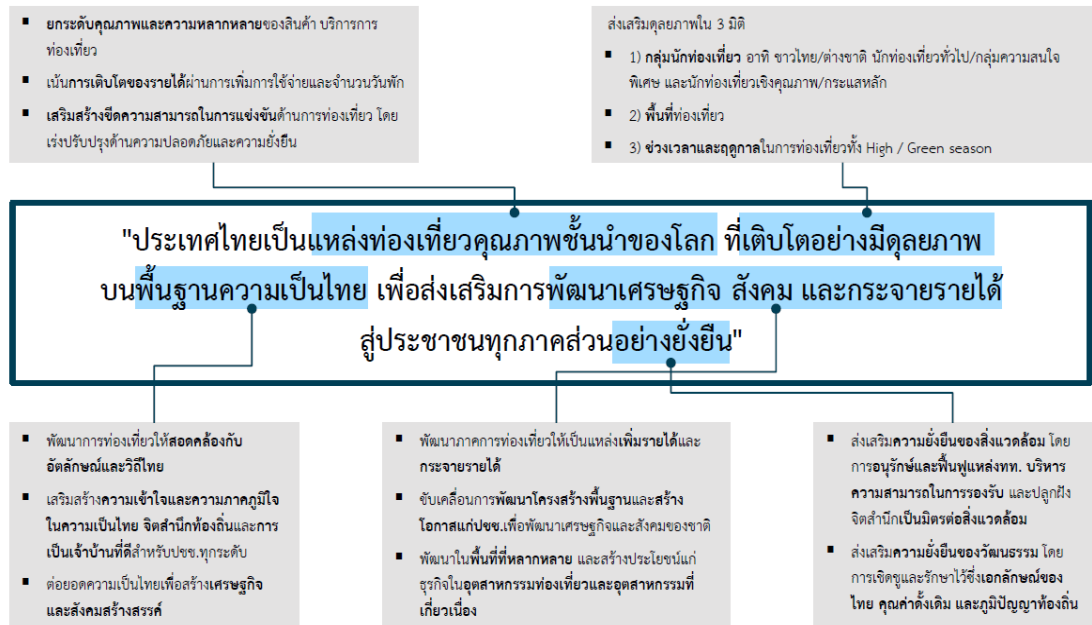 ▪ ยกระดับคุณภาพและความหลากหลายของสินค้า บริการการ
ท่องเที่ยว
▪ เน้นการเติบโตของรายได้ผ่านการเพิ่มการใช้จ่ายและจำนวนวันพัก
▪ เสริมสร้างขีดความสามารถในการแข่งขันด้านการท่องเที่ยว โดย
เร่งปรับปรุงด้านความปลอดภัยและความยั่งยืน
ส่งเสริมดุลยภาพใน 3 มิติ
▪ 1) กลุ่มนักท่องเที่ยว อาทิ ชาวไทย/ต่างชาติ นักท่องเที่ยวทั่วไป/กลุ่มความสนใจ
พิเศษ และนักท่องเที่ยวเชิงคุณภาพ/กระแสหลัก
▪ 2) พื้นที่ท่องเที่ยว
▪ 3) ช่วงเวลาและฤดูกาลในการท่องเที่ยวทั้ง High / Green season
"ประเทศไทยเป็นแหล่งท่องเที่ยวคุณภาพชั้นนำของโลก ที่เติบโตอย่างมีดุลยภาพ
บนพื้นฐานความเป็นไทย เพื่อส่งเสริมการพัฒนาเศรษฐกิจ สังคม และกระจายรายได้
สู่ประชาชนทุกภาคส่วนอย่างยั่งยืน"
▪ พัฒนาการท่องเที่ยวให้สอดคล้องกับ
อัตลักษณ์และวิถีไทย
▪ เสริมสร้างความเข้าใจและความภาคภูมิใจ
ในความเป็นไทย จิตสำนึกท้องถิ่นและการ
เป็นเจ้าบ้านที่ดีสำหรับปชช.ทุกระดับ
▪ ต่อยอดความเป็นไทยเพื่อสร้างเศรษฐกิจ
และสังคมสร้างสรรค์
▪ พัฒนาภาคการท่องเที่ยวให้เป็นแหล่งเพิ่มรายได้และ
กระจายรายได้
▪ ขับเคลื่อนการพัฒนาโครงสร้างพื้นฐานและสร้าง
โอกาสแก่ปชช.เพื่อพัฒนาเศรษฐกิจและสังคมของชาติ
▪ พัฒนาในพื้นที่ที่หลากหลาย และสร้างประโยชน์แก่
ธุรกิจในอุตสาหกรรมท่องเที่ยวและอุตสาหกรรมที่
เกี่ยวเนื่อง
▪ ส่งเสริมความยั่งยืนของสิ่งแวดล้อม โดย
การอนุรักษ์และฟื้นฟูแหล่งทท. บริหาร
ความสามารถในการรองรับ และปลูกฝัง
จิตสำนึกเป็นมิตรต่อสิ่งแวดล้อม
▪ ส่งเสริมความยั่งยืนของวัฒนธรรม โดย
การเชิดชูและรักษาไว้ซึ่งเอกลักษณ์ของ
ไทย คุณค่าดั้งเดิม และภูมิปัญญาท้องถิ่น